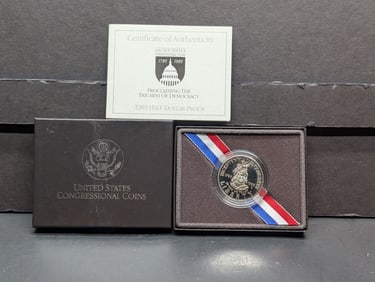 Certificate of Authenticity
1789 1989
PROCLAIMING THE
TRIUMPH OF DEMOCRACY
1989 HALF DOLLAR PROOF
UNITED STATES
CONGRESSIONAL COINS